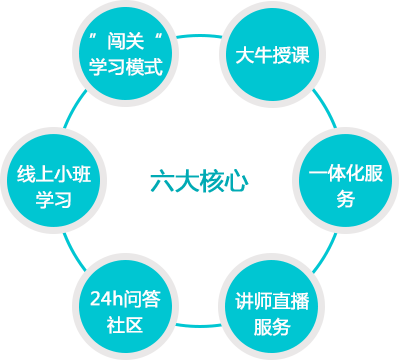 ”闯关“
学习模式
大牛授课
线上小班
学习
六大核心
一体化服
务
24h问答
社区
讲师直播
服务